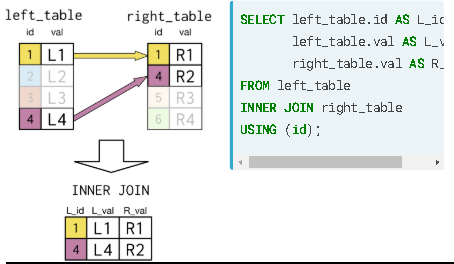 left_table right_table
id val id val
1 L1 1 R1
2 L2 4 R2
3 L3 5 R3
4 L4 6 R4
INNER JOIN
L_id L_val R_val
1 L1 R1
4 L4 R2
SELECT left_table.id AS L_id
left_table.val AS L_v
right_table.val AS R_
FROM left_table
INNER JOIN right_table
USING (id);